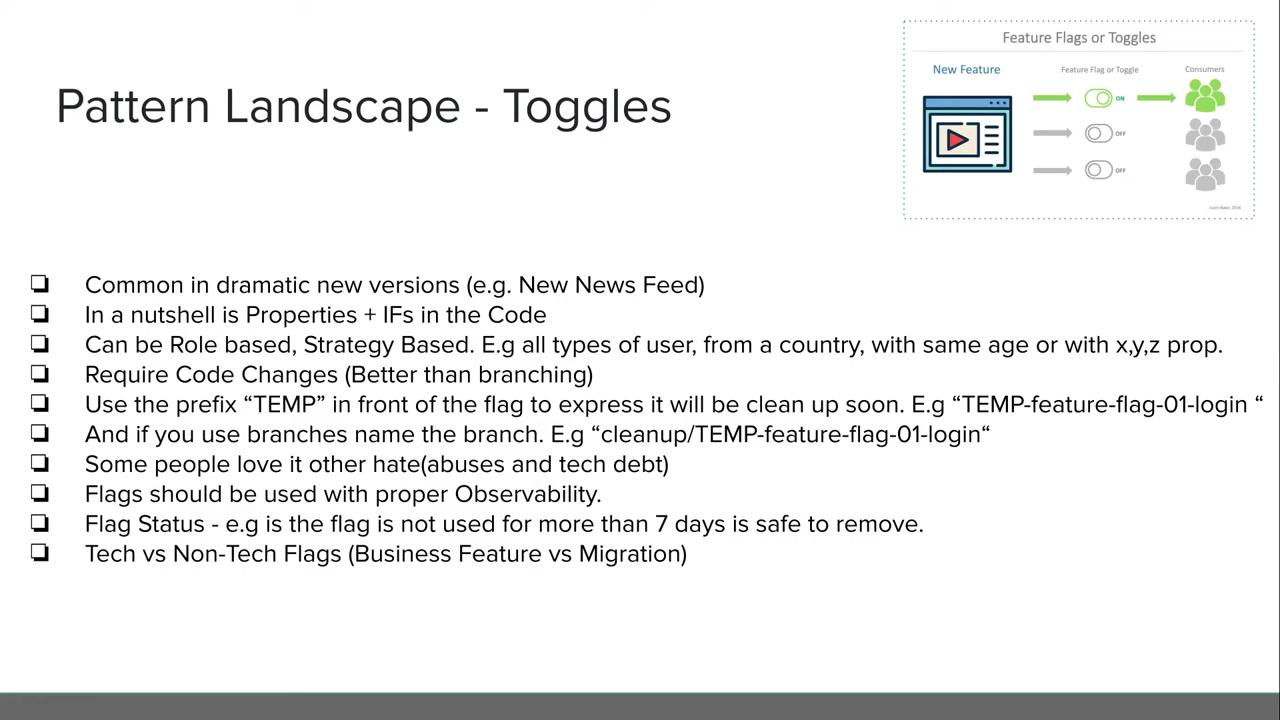 Feature Flags or Toggles
New Feature
Feature Flag or Toggle
Consumers
ON
OFF
OFF
Justin Baker, 2016
Pattern Landscape - Toggles
Common in dramatic new versions (e.g. New News Feed)
In a nutshell is Properties + IFs in the Code
Can be Role based, Strategy Based. E.g all types of user, from a country, with same age or with x,y,z prop.
Require Code Changes (Better than branching)
Use the prefix “TEMP” in front of the flag to express it will be clean up soon. E.g “TEMP-feature-flag-01-login “
And if you use branches name the branch. E.g “cleanup/TEMP-feature-flag-01-login“
Some people love it other hate(abuses and tech debt)
Flags should be used with proper Observability.
Flag Status - e.g is the flag is not used for more than 7 days is safe to remove.
Tech vs Non-Tech Flags (Business Feature vs Migration)